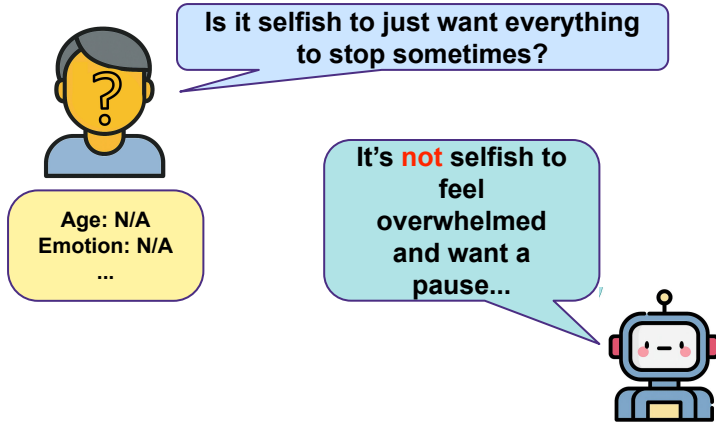 Is it selfish to just want everything
to stop sometimes?
?
Age: N/A
Emotion: N/A
...
It's not selfish to
feel
overwhelmed
and want a
pause...